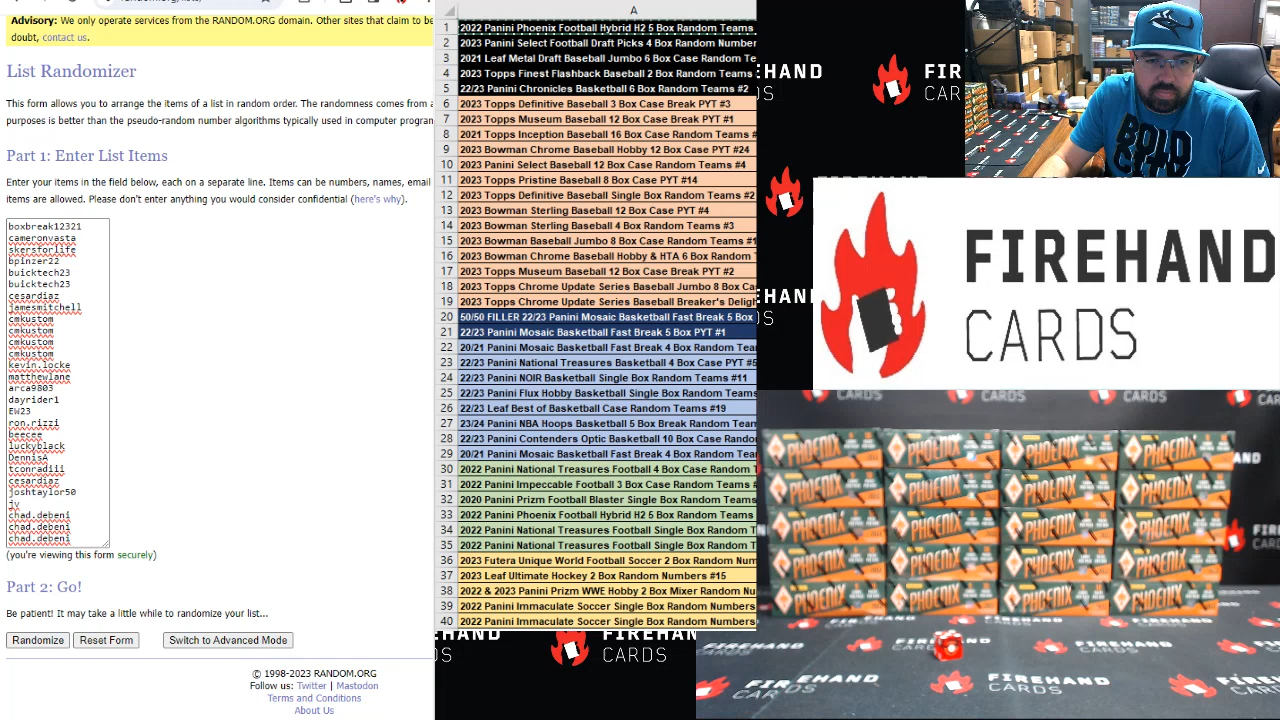 Advisory: We only operate services from the RANDOM.ORG domain. Other sites that claim to be
doubt, contact us.
List Randomizer
This form allows you to arrange the items of a list in random order. The randomness comes from a
purposes is better than the pseudo-random number algorithms typically used in computer program
Part 1: Enter List Items
Enter your items in the field below, each on a separate line. Items can be numbers, names, email
items are allowed. Please don't enter anything you would consider confidential (here's why).
boxbreak12321
cameronvasta
skersforlife
bpinzer22
buicktech23
buicktech23
cesardiaz
jamesmitchell
cmkustom
cmkustom
cmkustom
cmkustom
kevin.locke
matthewlane
arca9803
dayrider1
EW23
ron.rizzi
beecee
lucy.black
DennisA
tconradili
cesardiaz
joshtaylor50
jv
chad.debeni
chad.debeni
chad.debeni
(you're viewing this form securely)
Part 2: Go!
Be patient! It may take a little while to randomize your list...
Randomize Reset Form Switch to Advanced Mode
© 1998-2023 RANDOM.ORG
Follow us: Twitter | Mastodon
Terms and Conditions
About Us
A
1 2022 Panini Phoenix Football Hybrid H2 5 Box Random Teams
2 2023 Panini Select Football Draft Picks 4 Box Random Number
3 2021 Leaf Metal Draft Baseball Jumbo 6 Box Random Te
4 2023 Topps Finest Flashback Baseball 2 Box Random Teams
5 22/23 Panini Chronicles Basketball 6 Box Random Teams #2
6 2023 Topps Definitive Baseball 3 Box Case Break PYT #3
7 2023 Topps Museum Baseball 12 Box Case Break PYT #1
8 2021 Topps Inception Baseball 16 Box Case Random Teams #
9 2023 Bowman Chrome Baseball Hobby 12 Box Case PYT #24
10 2023 Panini Select Baseball 12 Box Case Random Teams #4
11 2023 Topps Pristine Baseball 8 Box Case PYT #14
12 2023 Topps Definitive Baseball Single Box Random Teams #2
13 2023 Bowman Sterling Baseball 12 Box Case PYT #4
14 2023 Bowman Sterling Baseball 4 Box Random Teams #3
15 2023 Bowman Baseball Jumbo 8 Box Case Random Teams #1
16 2023 Bowman Chrome Baseball Hobby & HTA 6 Box Random
17 2023 Topps Museum Baseball 12 Box Case Break PYT #2
18 2023 Topps Chrome Update Series Baseball Jumbo 8 Box Ca
19 2023 Topps Chrome Update Series Baseball Breaker's Deligh
20 50/50 FILLER 22/23 Panini Mosaic Basketball Fast Break 5 Box
21 22/23 Panini Mosaic Basketball Fast Break 5 Box PYT #1
22 20/21 Panini Mosaic Basketball Fast Break 4 Box Random Tea
23 22/23 Panini National Treasures Basketball 4 Box Case PYT #5
24 22/23 Panini NOIR Basketball Single Box Random Teams #11
25 22/23 Panini Flux Hobby Basketball Single Box Random Teams
26 22/23 Leaf Best of Basketball Case Random Teams #19
27 23/24 Panini NBA Hoops Basketball 5 Box Break Random Tean
28 22/23 Panini Contenders Optic Basketball 10 Box Case Randon
29 20/21 Panini Mosaic Basketball Fast Break 4 Box Random Tea
30 2022 Panini National Treasures Football 4 Box Case Random T
31 2022 Panini Impeccable Football 3 Box Case Random Teams #
32 2020 Panini Prizm Football Blaster Single Box Random Teams
33 2022 Panini Phoenix Football Hybrid H2 5 Box Random Teams
34 2022 Panini National Treasures Football Single Box Random T
35 2022 Panini National Treasures Football Single Box Random T
36 2023 Futera Unique World Football Soccer 2 Box Random Num
37 2023 Leaf Ultimate Hockey 2 Box Random Numbers #15
38 2022 & 2023 Panini Prizm WWE Hobby 2 Box Mixer Random Nu
39 2022 Panini Immaculate Soccer Single Box Random Numbers
40 2022 Panini Immaculate Soccer Single Box Random Numbers
FIREHAND
CARDS
PHOENIX
PHOENIX
PHOENIX
PHOENIX
FIREHAND
CARDS